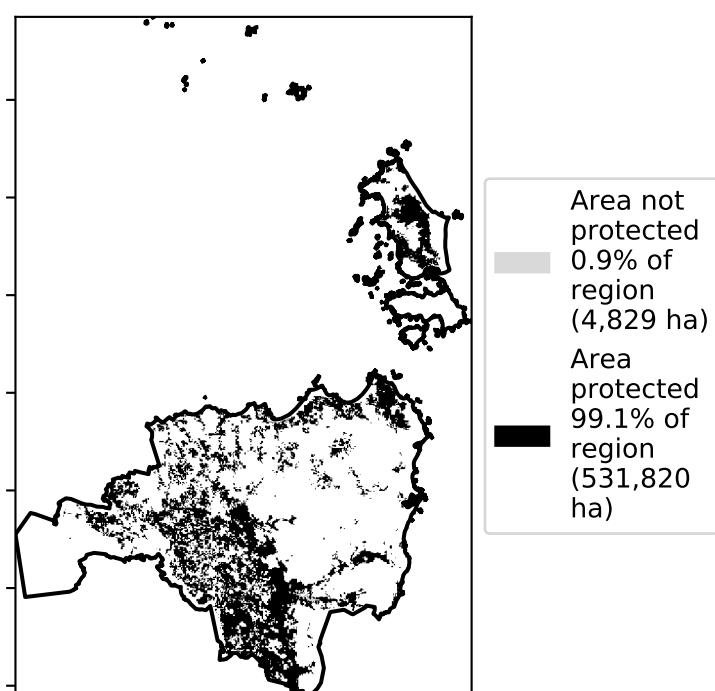 Area not
protected
0.9% of
region
(4,829 ha)
Area
protected
99.1% of
region
(531,820
ha)